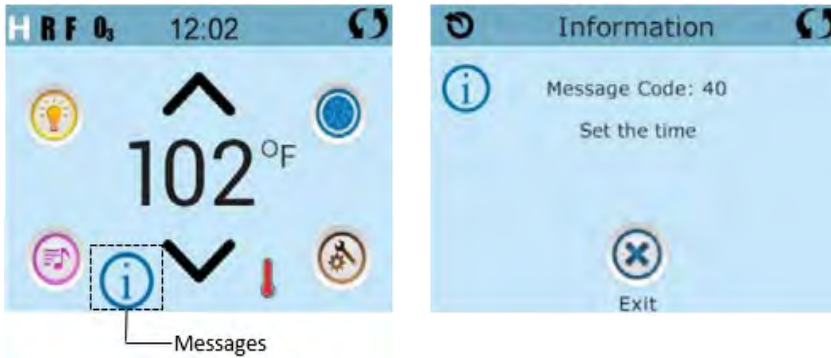 H R F O₃ 12:02
102°F
Messages
Information
Message Code: 40
Set the time
Exit